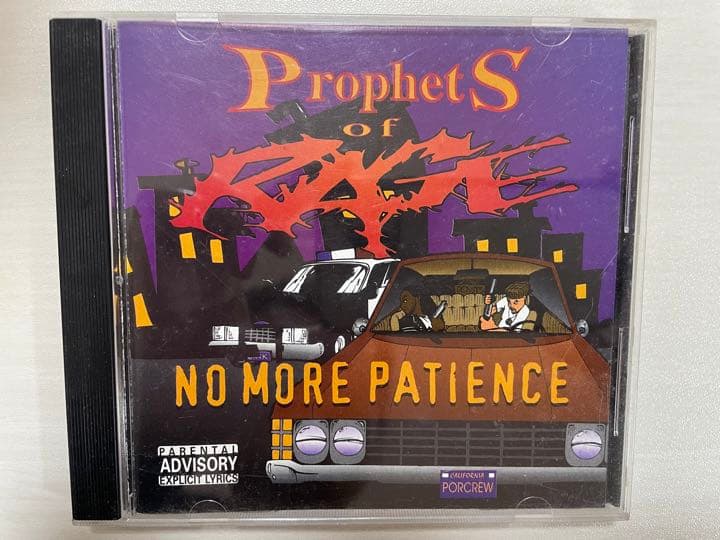 ProphetS
of
RAGE
NO MORE PATIENCE
PARENTAL
ADVISORY
EXPLICIT LYRICS
CALIFORNIA
PORCREW